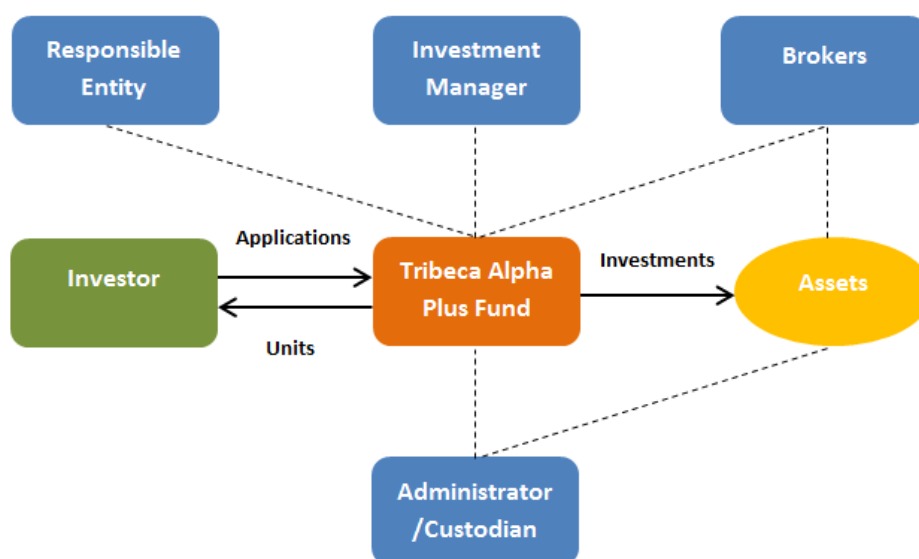 Responsible
Entity
Investment
Manager
Brokers
Applications
Investor
Tribeca Alpha
Plus Fund
Investments
Assets
Units
Administrator
/Custodian